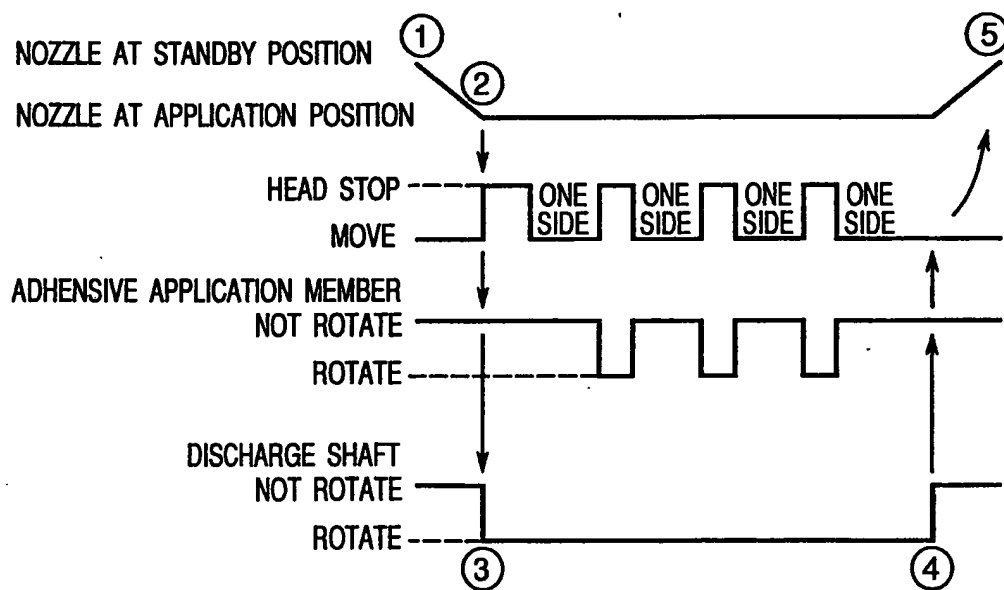 ①
⑤
NOZZLE AT STANDBY POSITION
②
NOZZLE AT APPLICATION POSITION
HEAD STOP
ONE SIDE
ONE SIDE
ONE SIDE
ONE SIDE
MOVE
ADHENSIVE APPLICATION MEMBER
NOT ROTATE
ROTATE
DISCHARGE SHAFT
NOT ROTATE
ROTATE
③
④